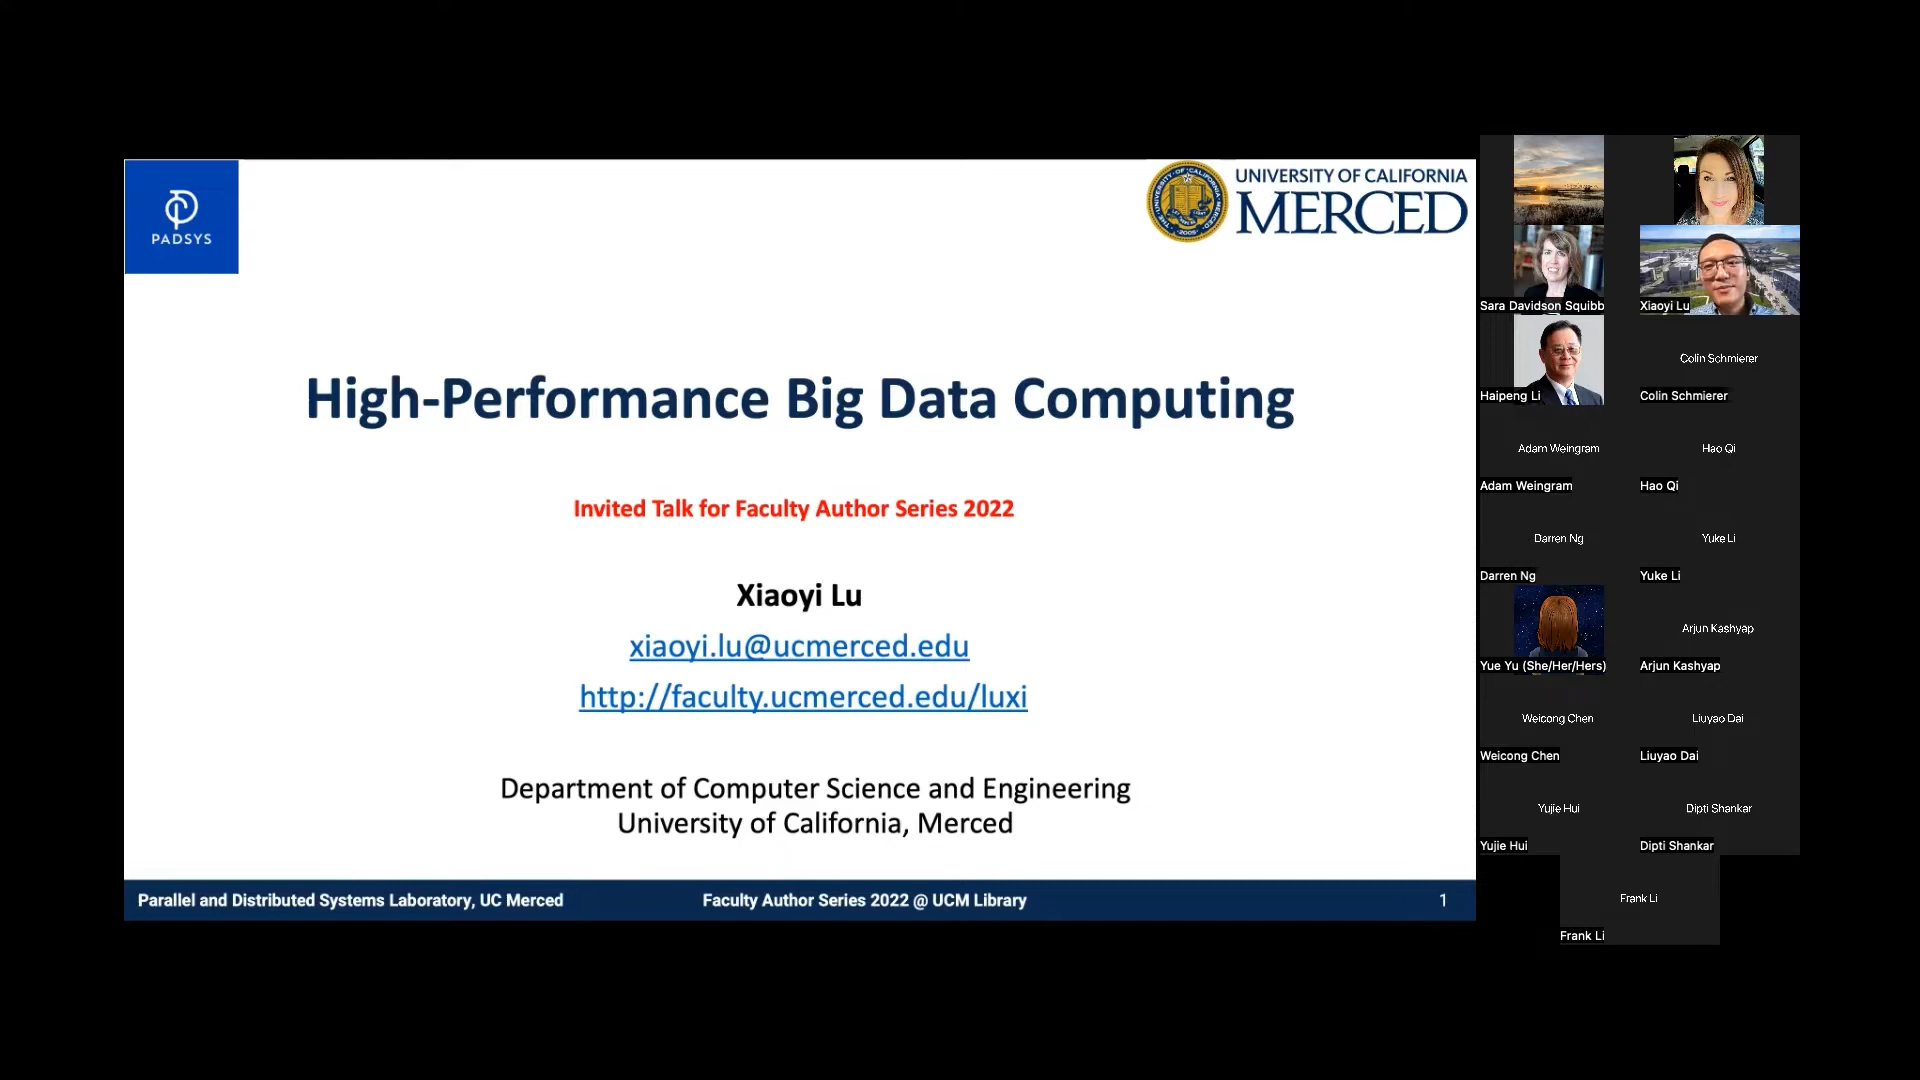 PADSYS
UNIVERSITY OF CALIFORNIA
MERCED
High-Performance Big Data Computing
Invited Talk for Faculty Author Series 2022
Xiaoyi Lu
xiaoyi.lu@ucmerced.edu
http://faculty.ucmerced.edu/luxi
Department of Computer Science and Engineering
University of California, Merced
Parallel and Distributed Systems Laboratory, UC Merced
Faculty Author Series 2022 @ UCM Library
1
Sara Davidson Squibb
Xiaoyi Lu
Haipeng Li
Colin Schmierer
Colin Schmierer
Adam Weingram
Adam Weingram
Hao Qi
Hao Qi
Darren Ng
Darren Ng
Yuke Li
Yuke Li
Yue Yu (She/Her/Hers)
Arjun Kashyap
Arjun Kashyap
Weicong Chen
Weicong Chen
Liuyao Dai
Liuyao Dai
Yujie Hui
Yujie Hui
Dipti Shankar
Dipti Shankar
Frank Li
Frank Li